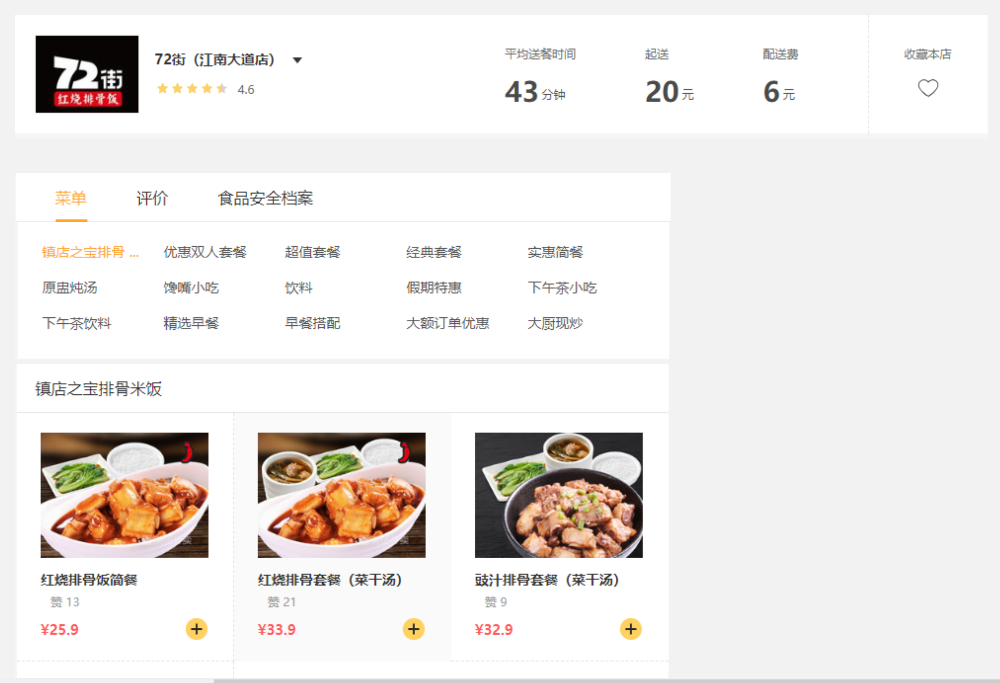 72街
红烧排骨饭
72街（江南大道店）
4.6
平均送餐时间
43分钟
起送
20元
配送费
6元
收藏本店
菜单 评价 食品安全档案
镇店之宝排骨 ... 优惠双人套餐 超值套餐 经典套餐 实惠简餐
原盅炖汤 馋嘴小吃 饮料 假期特惠 下午茶小吃
下午茶饮料 精选早餐 早餐搭配 大额订单优惠 大厨现炒
镇店之宝排骨米饭
红烧排骨饭简餐
赞 13
¥25.9
红烧排骨套餐（菜干汤）
赞 21
¥33.9
豉汁排骨套餐（菜干汤）
赞 9
¥32.9